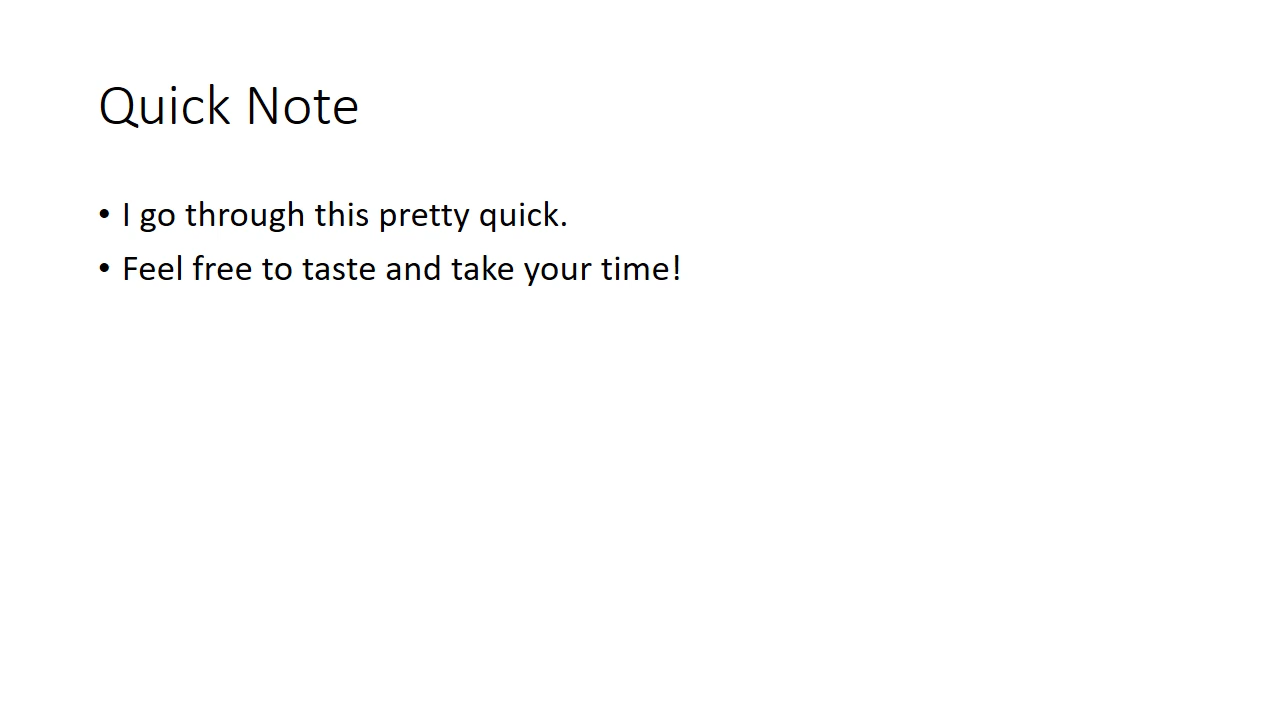 Quick Note
• I go through this pretty quick.
• Feel free to taste and take your time!